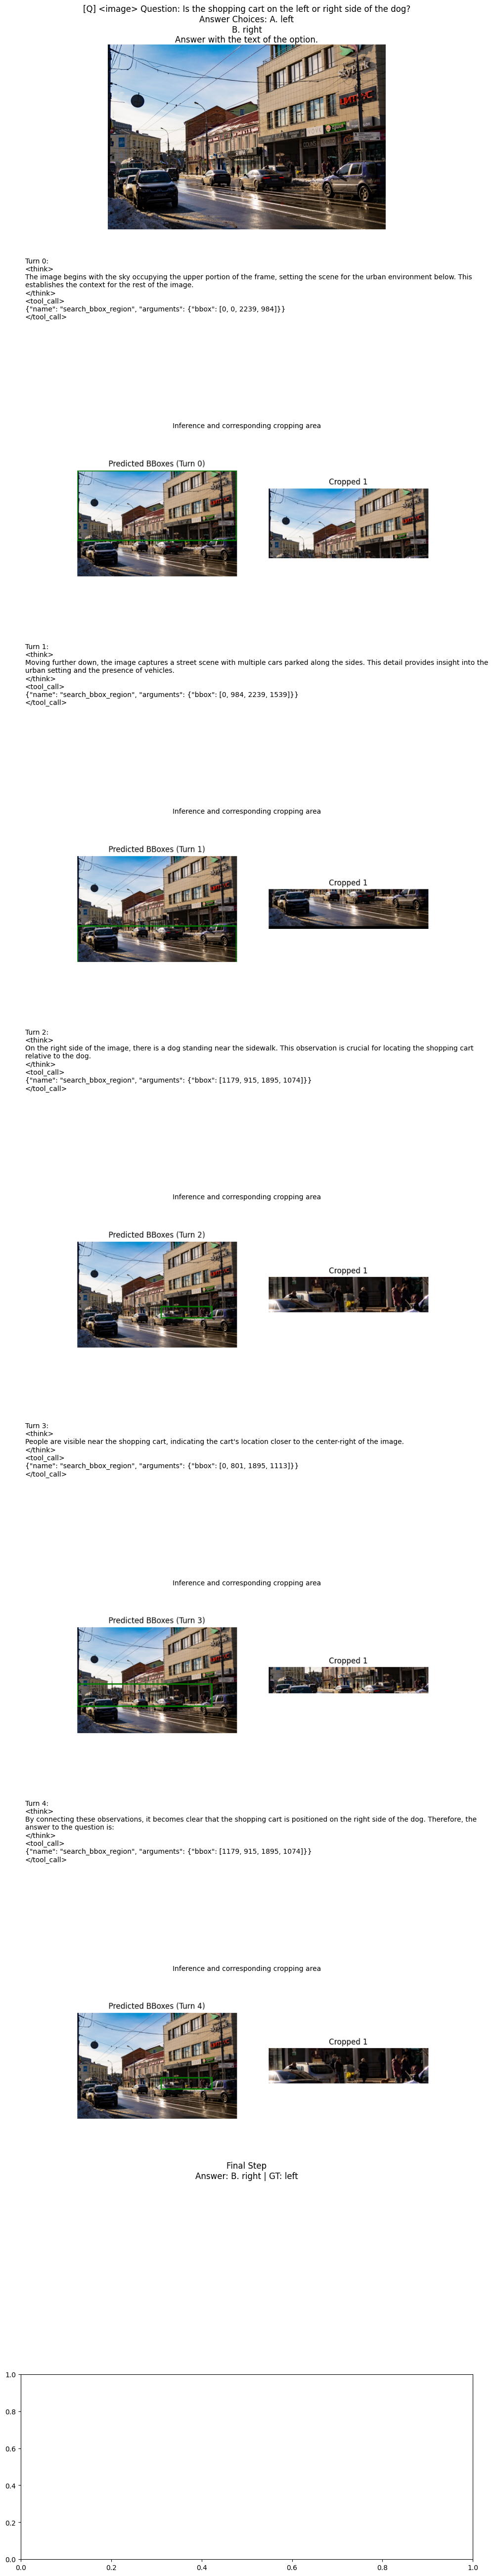 [Q] <image> Question: Is the shopping cart on the left or right side of the dog?
Answer Choices: A. left
B. right
Answer with the text of the option.
Turn 0:
<think>
The image begins with the sky occupying the upper portion of the frame, setting the scene for the urban environment below. This
establishes the context for the rest of the image.
</think>
<tool_call>
{"name": "search_bbox_region", "arguments": {"bbox": [0, 0, 2239, 984]}}
</tool_call>
Inference and corresponding cropping area
Predicted BBoxes (Turn 0)
Cropped 1
Turn 1:
<think>
Moving further down, the image captures a street scene with multiple cars parked along the sides. This detail provides insight into the
urban setting and the presence of vehicles.
</think>
<tool_call>
{"name": "search_bbox_region", "arguments": {"bbox": [0, 984, 2239, 1539]}}
</tool_call>
Inference and corresponding cropping area
Predicted BBoxes (Turn 1)
Cropped 1
Turn 2:
<think>
On the right side of the image, there is a dog standing near the sidewalk. This observation is crucial for locating the shopping cart
relative to the dog.
</think>
<tool_call>
{"name": "search_bbox_region", "arguments": {"bbox": [1179, 915, 1895, 1074]}}
</tool_call>
Inference and corresponding cropping area
Predicted BBoxes (Turn 2)
Cropped 1
Turn 3:
<think>
People are visible near the shopping cart, indicating the cart's location closer to the center-right of the image.
</think>
<tool_call>
{"name": "search_bbox_region", "arguments": {"bbox": [0, 801, 1895, 1113]}}
</tool_call>
Inference and corresponding cropping area
Predicted BBoxes (Turn 3)
Cropped 1
Turn 4:
<think>
By connecting these observations, it becomes clear that the shopping cart is positioned on the right side of the dog. Therefore, the
answer to the question is:
</think>
<tool_call>
{"name": "search_bbox_region", "arguments": {"bbox": [1179, 915, 1895, 1074]}}
</tool_call>
Inference and corresponding cropping area
Predicted BBoxes (Turn 4)
Cropped 1
Final Step
Answer: B. right | GT: left
1.0
0.8
0.6
0.4
0.2
0.0
0.0 0.2 0.4 0.6 0.8 1.0